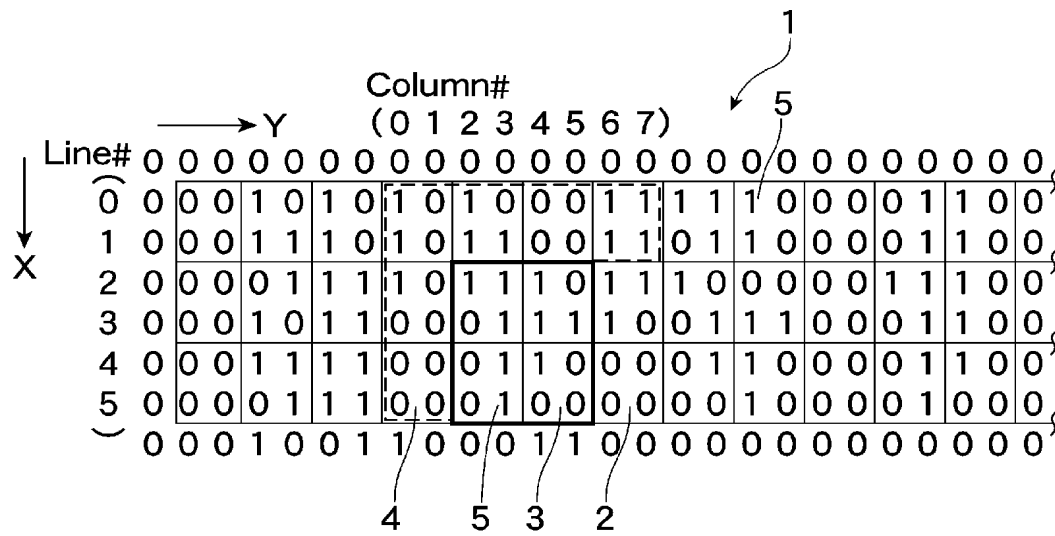 1
Column#
Y (0 1 2 3 4 5 6 7) 5
Line# 0 0 0 0 0 0 0 0 0 0 0 0 0 0 0 0 0 0 0 0 0 0 0 0 0 0
( 0 0 0 0 1 0 1 0 1 0 1 0 0 0 1 1 1 1 1 0 0 0 0 1 1 0 0
1 0 0 0 1 1 1 0 1 0 1 1 0 0 1 1 0 1 1 0 0 0 0 1 1 0 0
X
2 0 0 0 0 1 1 1 1 0 1 1 1 0 1 1 1 0 0 0 0 0 1 1 1 0 0
3 0 0 0 1 0 1 1 0 0 0 1 1 1 1 0 0 1 1 1 0 0 0 1 1 0 0
4 0 0 0 1 1 1 1 0 0 0 1 1 0 0 0 0 1 1 0 0 0 0 1 1 0 0
5 ) 0 0 0 0 1 1 1 0 0 0 1 0 0 0 0 0 0 1 0 0 0 0 1 0 0 0
0 0 0 1 0 0 1 1 0 0 0 1 1 0 0 0 0 0 0 0 0 0 0 0 0 0
4 5 3 2